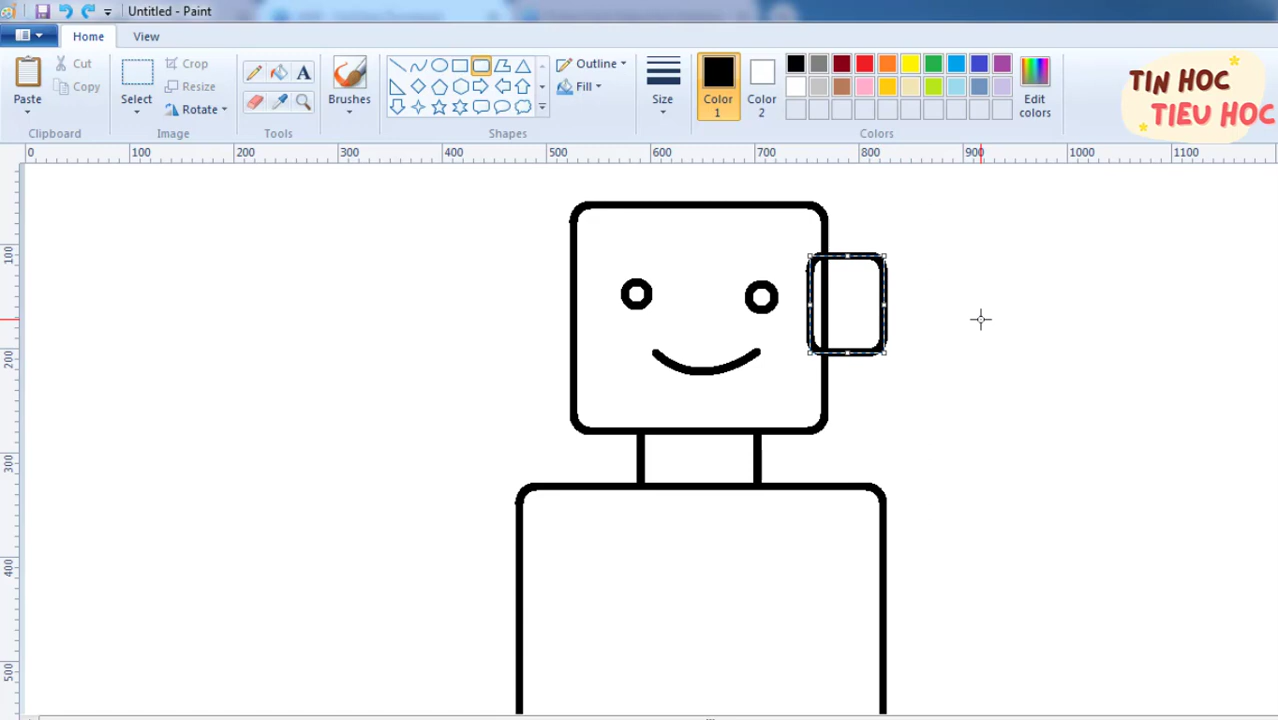 Untitled - Paint
Home View
Paste
Cut
Copy
Clipboard
Select
Crop
Resize
Rotate
Image
Tools
Brushes
Shapes
Outline
Fill
Size
Color 1
Color 2
Edit colors
Colors
TIN HOC
TIEU HOC
0 100 200 300 400 500 600 700 800 900 1000 1100
100
200
300
400
500